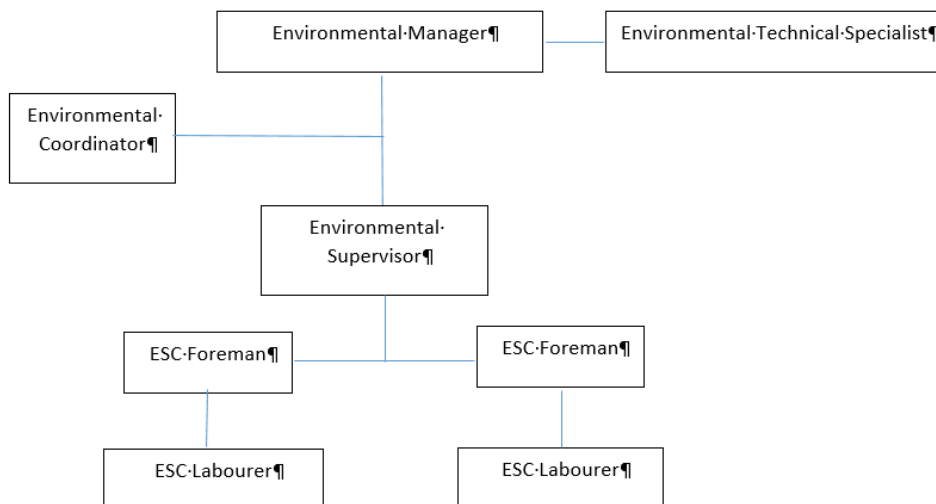 Environmental·Manager¶
Environmental·Technical·Specialist¶
Environmental·
Coordinator¶
Environmental·
Supervisor¶
ESC·Foreman¶
ESC·Foreman¶
ESC·Labourer¶
ESC·Labourer¶